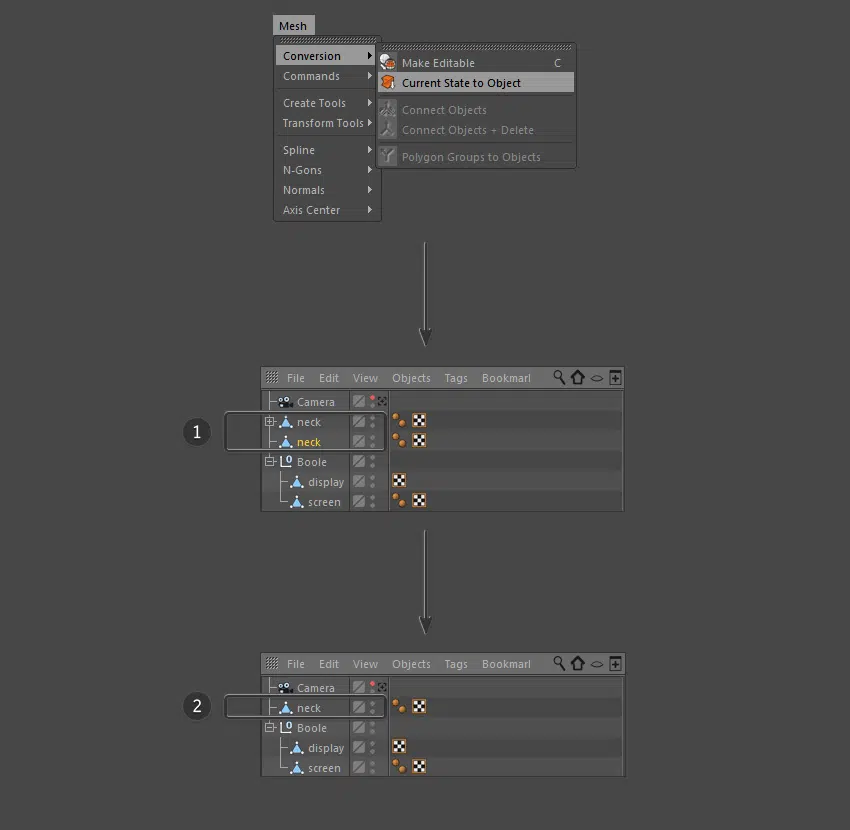 Mesh
Conversion
Commands
Create Tools
Transform Tools
Spline
N-Gons
Normals
Axis Center
Make Editable C
Current State to Object
Connect Objects
Connect Objects + Delete
Polygon Groups to Objects
File Edit View Objects Tags Bookmarl
Camera
1 neck
neck
Boole
display
screen
File Edit View Objects Tags Bookmarl
Camera
2 neck
Boole
display
screen